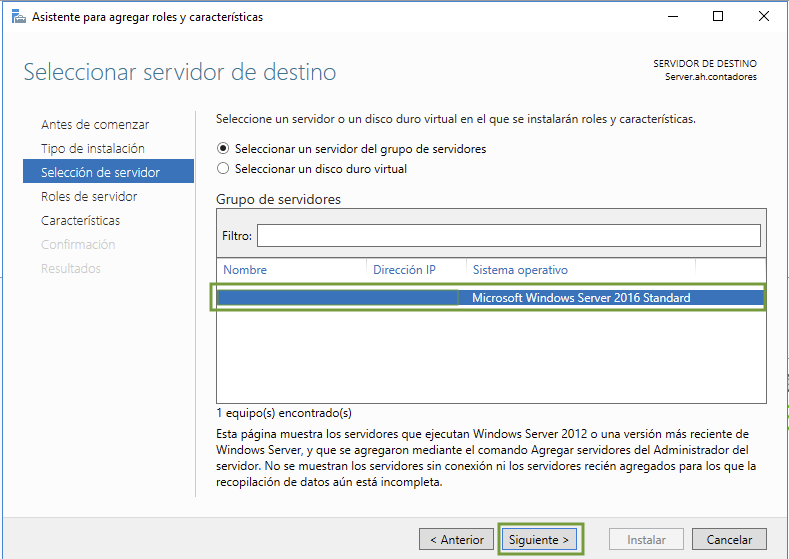 Asistente para agregar roles y características
Seleccionar servidor de destino
SERVIDOR DE DESTINO
Server.ah.contadores
Antes de comenzar
Tipo de instalación
Selección de servidor
Roles de servidor
Características
Confirmación
Resultados
Seleccione un servidor o un disco duro virtual en el que se instalarán roles y características.
Seleccionar un servidor del grupo de servidores
Seleccionar un disco duro virtual
Grupo de servidores
Filtro:
Nombre Dirección IP Sistema operativo
Microsoft Windows Server 2016 Standard
1 equipo(s) encontrado(s)
Esta página muestra los servidores que ejecutan Windows Server 2012 o una versión más reciente de
Windows Server, y que se agregaron mediante el comando Agregar servidores del Administrador del
servidor. No se muestran los servidores sin conexión ni los servidores recién agregados para los que la
recopilación de datos aún está incompleta.
< Anterior Siguiente > Instalar Cancelar